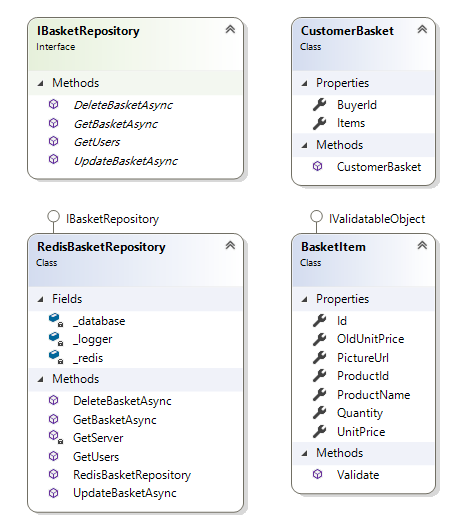 IBasketRepository
Interface
Methods
DeleteBasketAsync
GetBasketAsync
GetUsers
UpdateBasketAsync
CustomerBasket
Class
Properties
BuyerId
Items
Methods
CustomerBasket
IBasketRepository
RedisBasketRepository
Class
Fields
_database
_logger
_redis
Methods
DeleteBasketAsync
GetBasketAsync
GetServer
GetUsers
RedisBasketRepository
UpdateBasketAsync
IValidatableObject
BasketItem
Class
Properties
Id
OldUnitPrice
PictureUrl
ProductId
ProductName
Quantity
UnitPrice
Methods
Validate